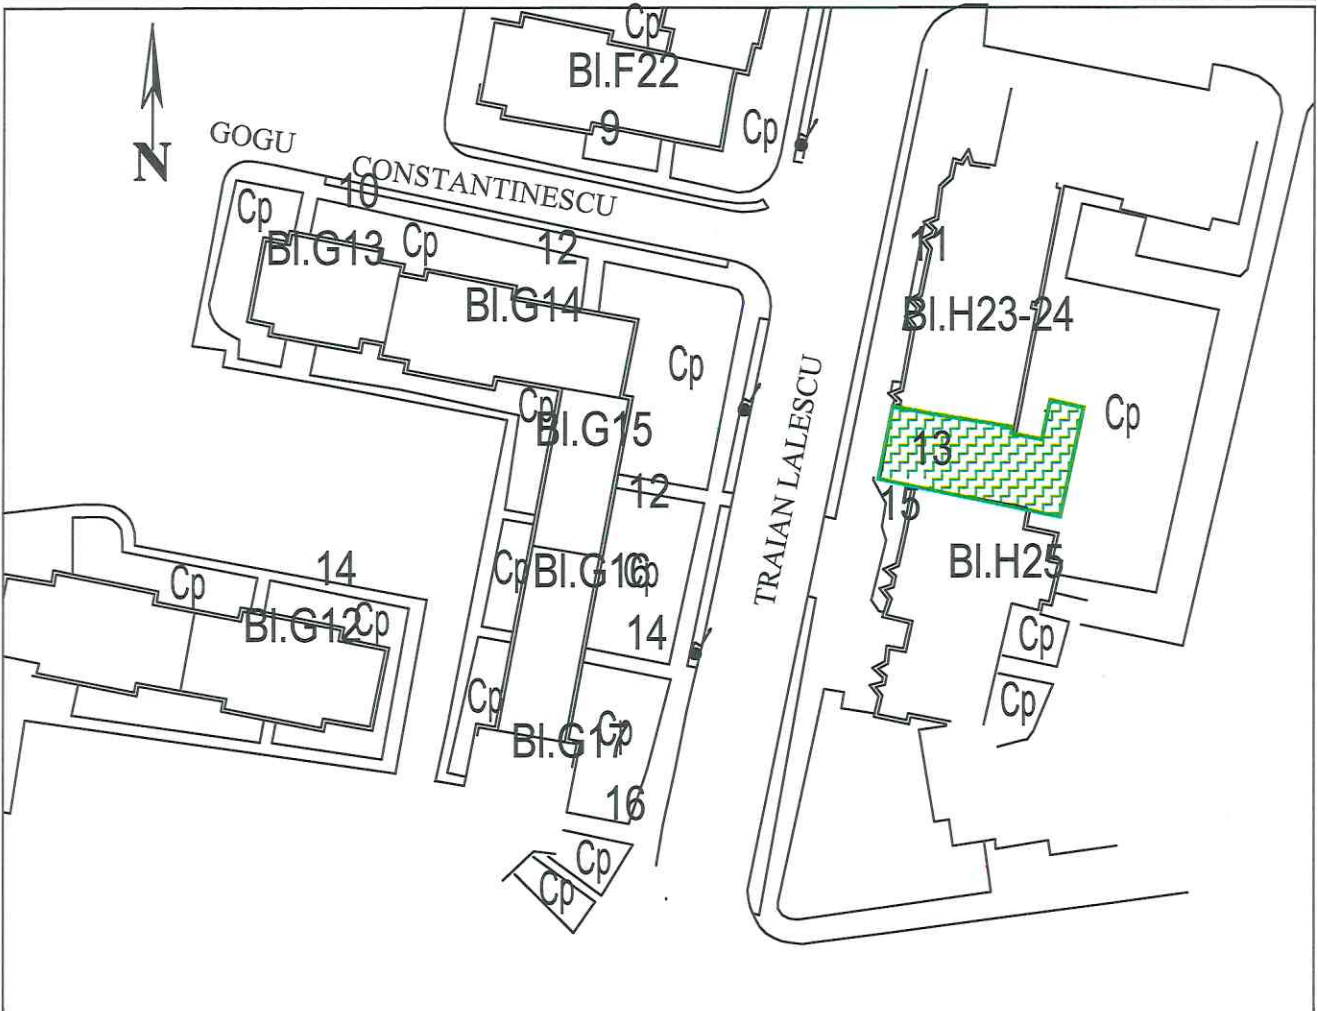 Cp
Bl.F22
9
Cp
N
GOGU
CONSTANTINESCU
10
Cp
Bl.G13
Cp
12
Bl.G14
11
Bl.H23-24
Cp
TRAIAN LALESCU
Cp
Bl.G15
Cp
13
12
15
14
Cp
Bl.G12
Cp
Cp
Bl.G16
Cp
Bl.H25
14
Cp
Cp
Cp
Bl.G17
Cp
16
Cp
Cp